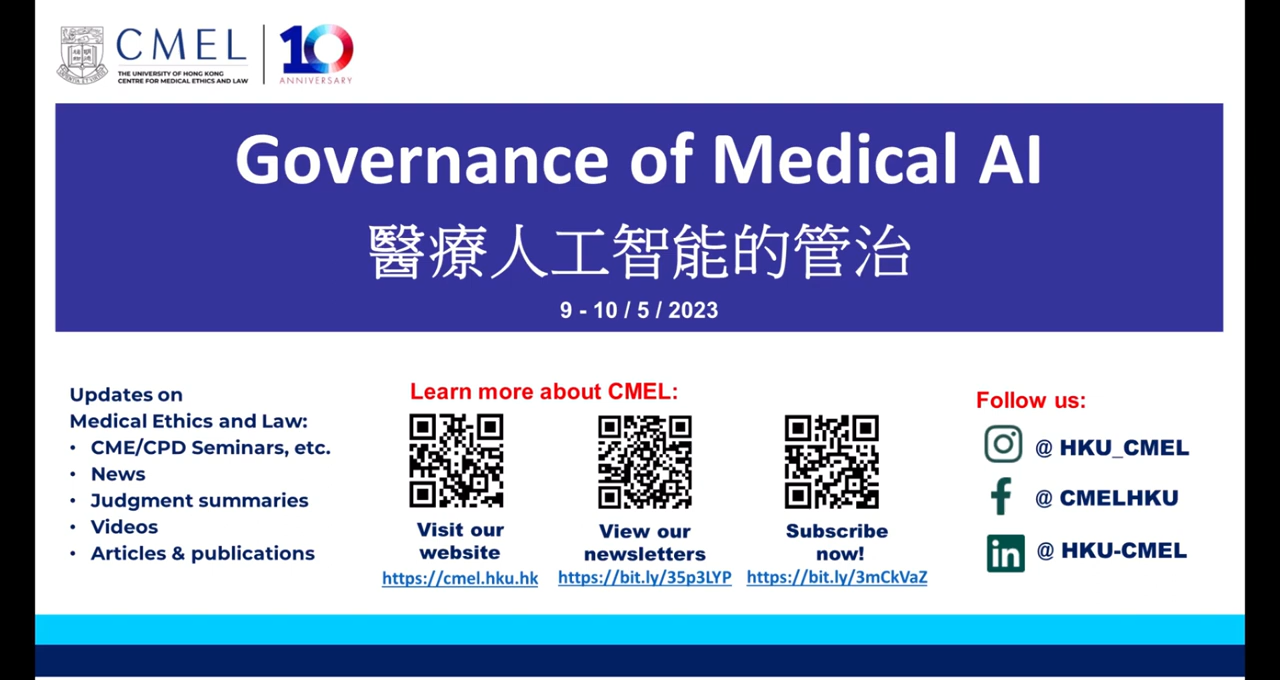 CMEL
THE UNIVERSITY OF HONG KONG
CENTRE FOR MEDICAL ETHICS AND LAW
10
ANNIVERSARY
Governance of Medical AI
醫療人工智能的管治
9 - 10 / 5 / 2023
Updates on
Medical Ethics and Law:
• CME/CPD Seminars, etc.
• News
• Judgment summaries
• Videos
• Articles & publications
Learn more about CMEL:
Visit our
website
https://cmel.hku.hk
View our
newsletters
https://bit.ly/35p3LYP
Subscribe
now!
https://bit.ly/3mCkVaZ
Follow us:
@ HKU_CMEL
@ CMELHKU
in @ HKU-CMEL